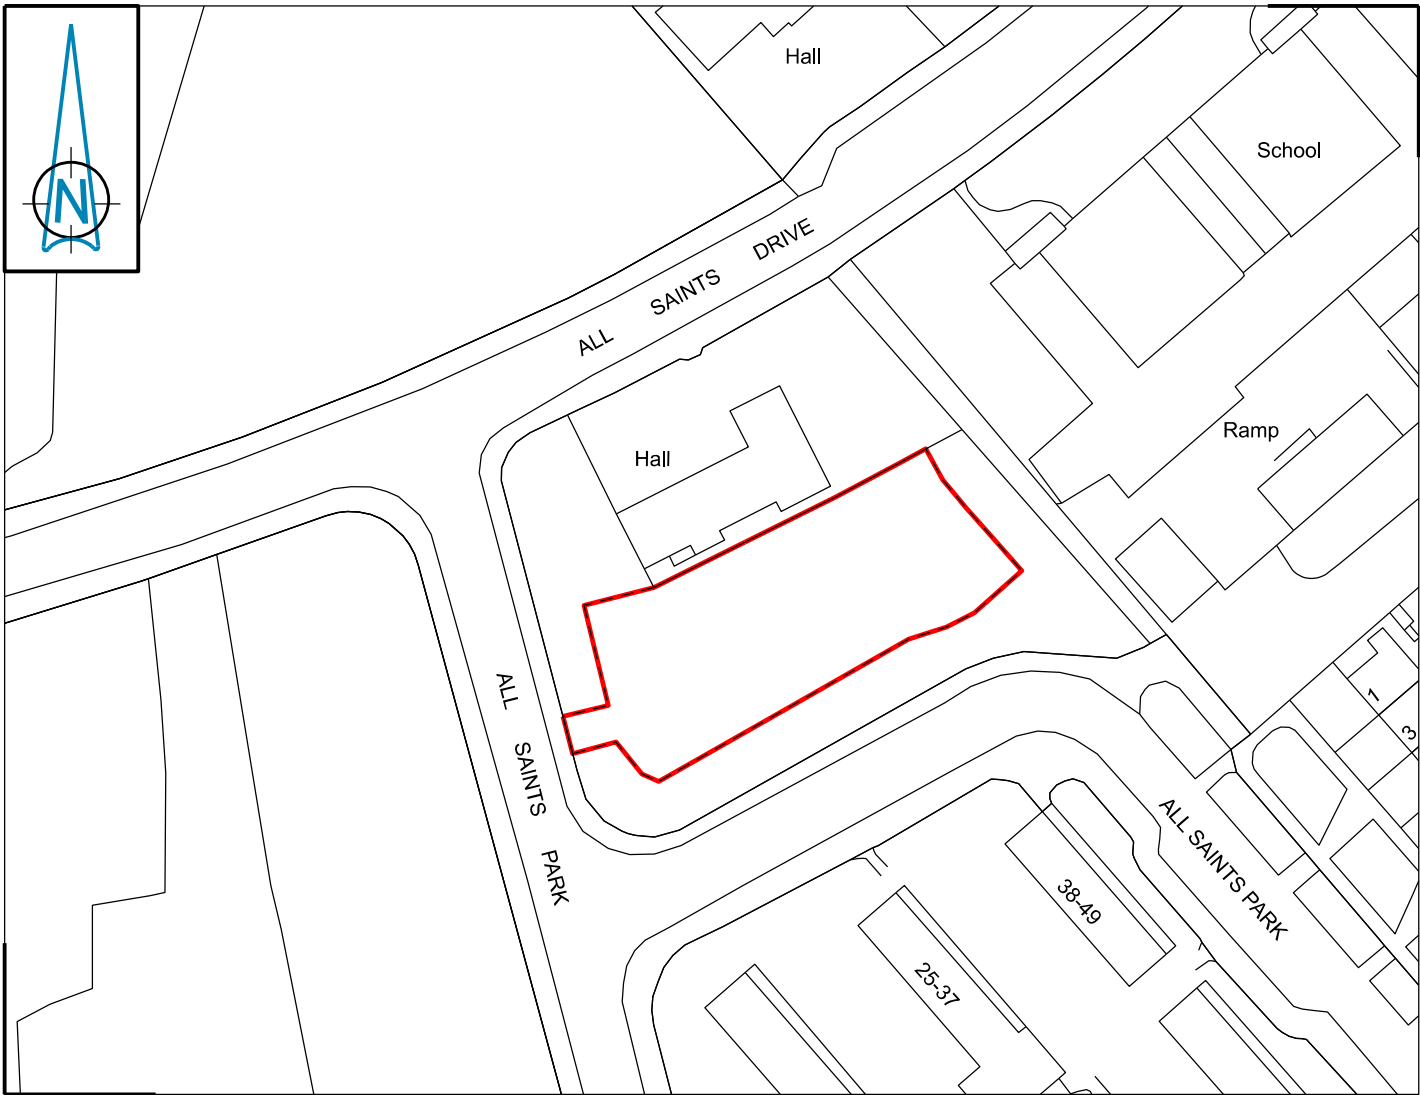 Hall
School
N
ALL SAINTS DRIVE
Ramp
Hall
1
3
ALL SAINTS PARK
ALL SAINTS PARK
38-49
25-37